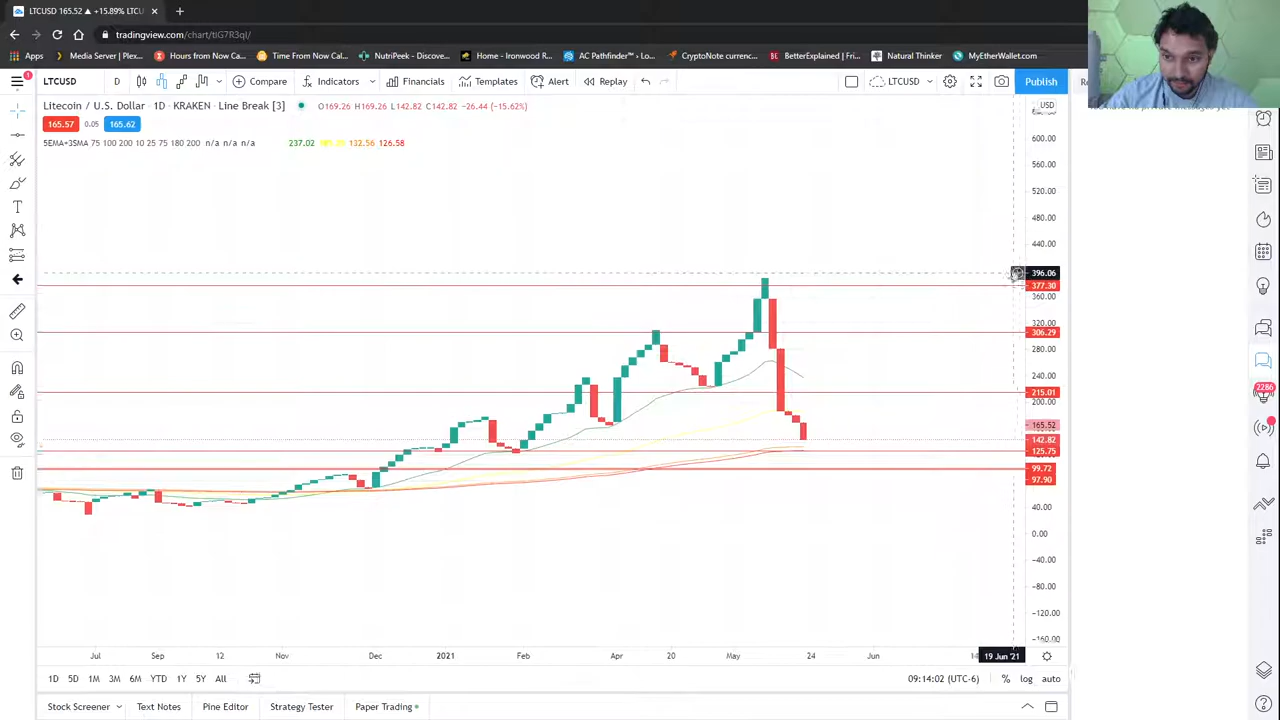 LTCUSD 165.52 ▲ +15.89% LTCU
tradingview.com/chart/tiG7R3qI/
Apps
Media Server | Plex...
Hours from Now Cal...
Time From Now Cal...
NutriPeek - Discove...
Home - Ironwood R...
AC Pathfinder™ • Lo...
CryptoNote currenc...
BetterExplained | Fri...
Natural Thinker
MyEtherWallet.com
LTCUSD D Compare Indicators Financials Templates Alert Replay LTCUSD Publish
Litecoin / U.S. Dollar · 1D · KRAKEN · Line Break [3] O169.26 H169.26 L142.82 C142.82 −26.44 (−15.62%)
USD
165.57 0.05 165.62
5EMA+3SMA 75 100 200 10 25 75 180 200 n/a n/a n/a 237.02 132.56 126.58
600.00
560.00
520.00
480.00
440.00
396.06
377.30
360.00
320.00
306.29
280.00
240.00
215.01
200.00
165.52
142.82
125.75
99.72
97.90
40.00
0.00
−40.00
−80.00
−120.00
−160.00
Jul Sep 12 Nov Dec 2021 Feb Apr 20 May 24 Jun 19 Jun '21
1D 5D 1M 3M 6M YTD 1Y 5Y All 09:14:02 (UTC-6) % log auto
Stock Screener Text Notes Pine Editor Strategy Tester Paper Trading
2286